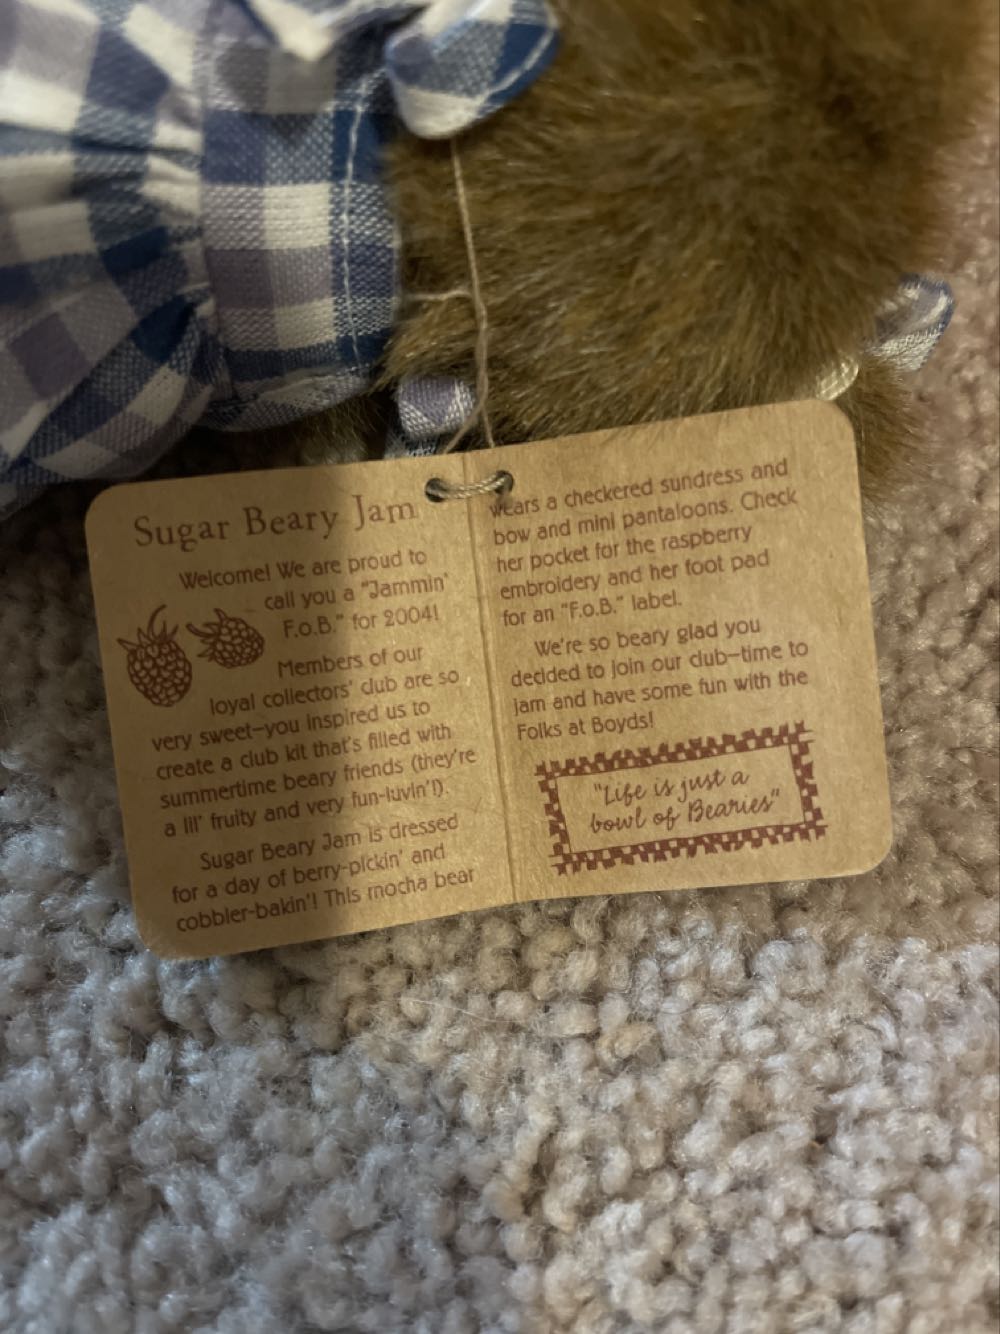 Sugar Beary Jam
Welcome! We are proud to
call you a "Jammin'
F.o.B." for 2004!
Members of our
loyal collectors' club are so
very sweet—you inspired us to
create a club kit that's filled with
summertime beary friends (they're
a lil' fruity and very fun-luvin'!).
Sugar Beary Jam is dressed
for a day of berry-pickin' and
cobbler-bakin'! This mocha bear
wears a checkered sundress and
bow and mini pantaloons. Check
her pocket for the raspberry
embroidery and her foot pad
for an "F.o.B." label.
We're so beary glad you
decided to join our club—time to
jam and have some fun with the
Folks at Boyds!
"Life is just a
bowl of Bearies"